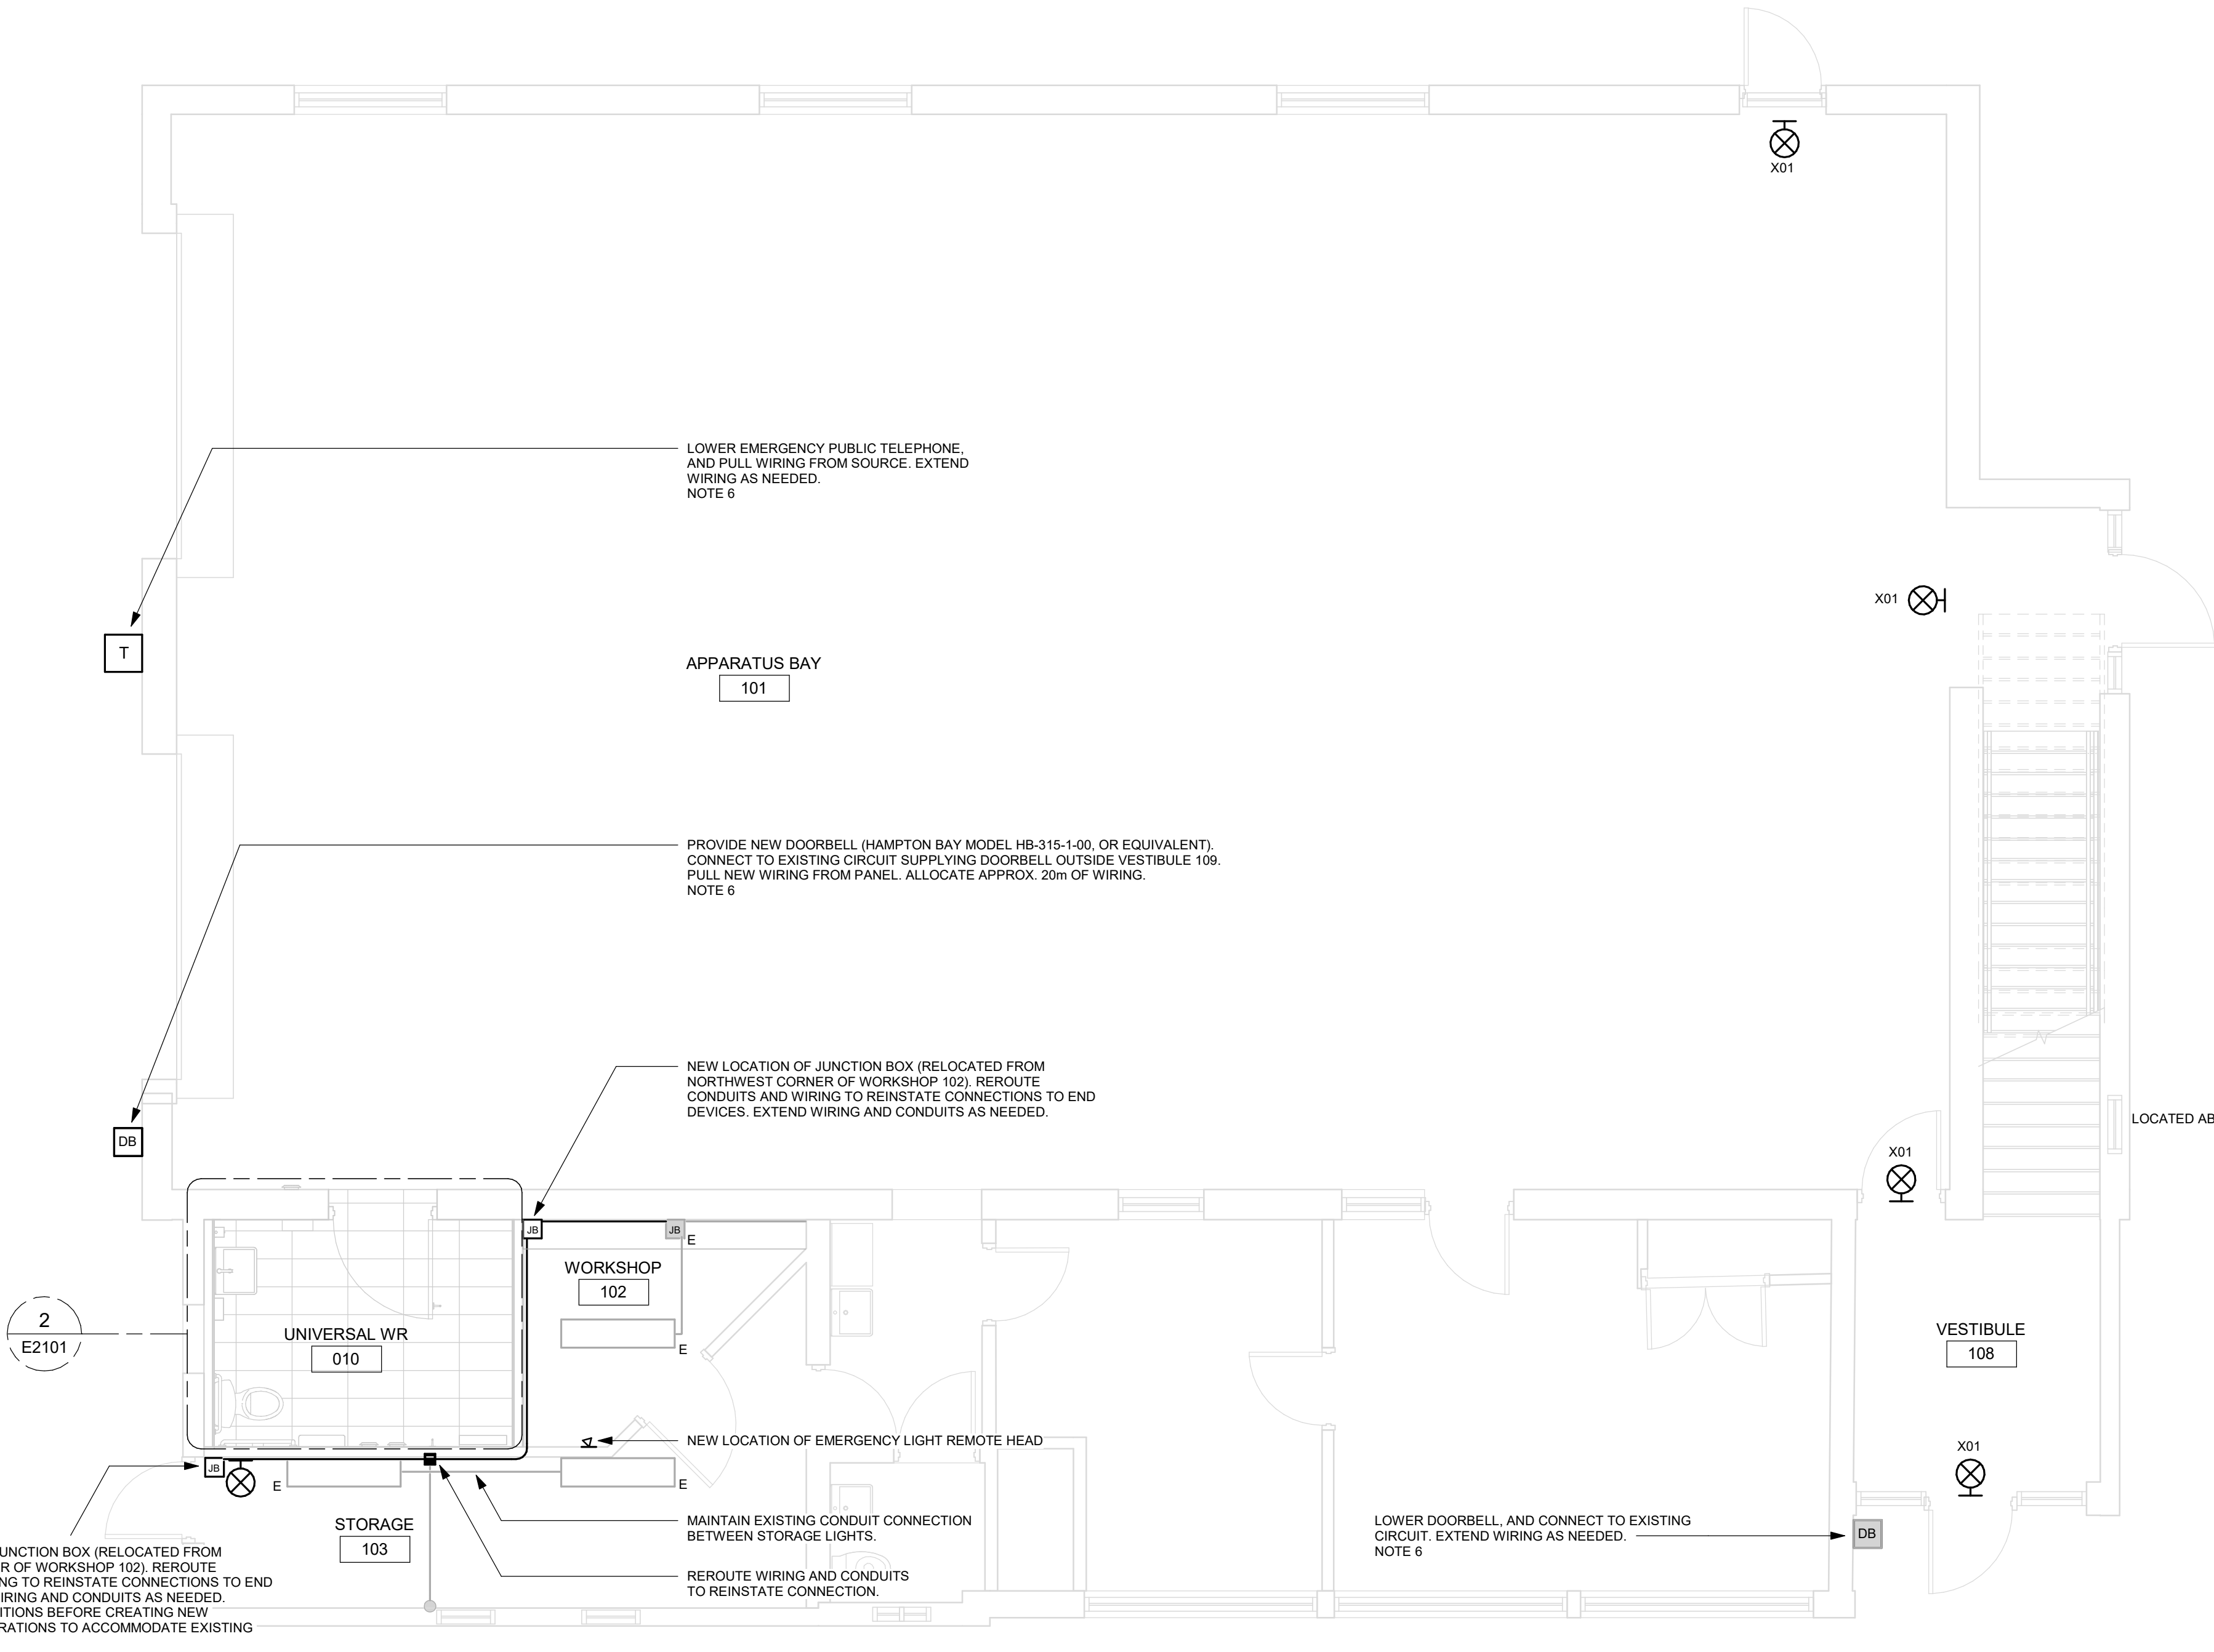 X01
LOWER EMERGENCY PUBLIC TELEPHONE,
AND PULL WIRING FROM SOURCE. EXTEND
WIRING AS NEEDED.
NOTE 6
X01
T
APPARATUS BAY
101
PROVIDE NEW DOORBELL (HAMPTON BAY MODEL HB-315-1-00, OR EQUIVALENT).
CONNECT TO EXISTING CIRCUIT SUPPLYING DOORBELL OUTSIDE VESTIBULE 109.
PULL NEW WIRING FROM PANEL. ALLOCATE APPROX. 20m OF WIRING.
NOTE 6
NEW LOCATION OF JUNCTION BOX (RELOCATED FROM
NORTHWEST CORNER OF WORKSHOP 102). REROUTE
CONDUITS AND WIRING TO REINSTATE CONNECTIONS TO END
DEVICES. EXTEND WIRING AND CONDUITS AS NEEDED.
LOCATED AB
DB
X01
JB
JB
E
WORKSHOP
102
2
E2101
UNIVERSAL WR
010
E
VESTIBULE
108
NEW LOCATION OF EMERGENCY LIGHT REMOTE HEAD
X01
JB
E
E
STORAGE
103
MAINTAIN EXISTING CONDUIT CONNECTION
BETWEEN STORAGE LIGHTS.
LOWER DOORBELL, AND CONNECT TO EXISTING
CIRCUIT. EXTEND WIRING AS NEEDED.
NOTE 6
DB
REROUTE WIRING AND CONDUITS
TO REINSTATE CONNECTION.
UNCTION BOX (RELOCATED FROM
R OF WORKSHOP 102). REROUTE
NG TO REINSTATE CONNECTIONS TO END
IRING AND CONDUITS AS NEEDED.
ITIONS BEFORE CREATING NEW
RATIONS TO ACCOMMODATE EXISTING